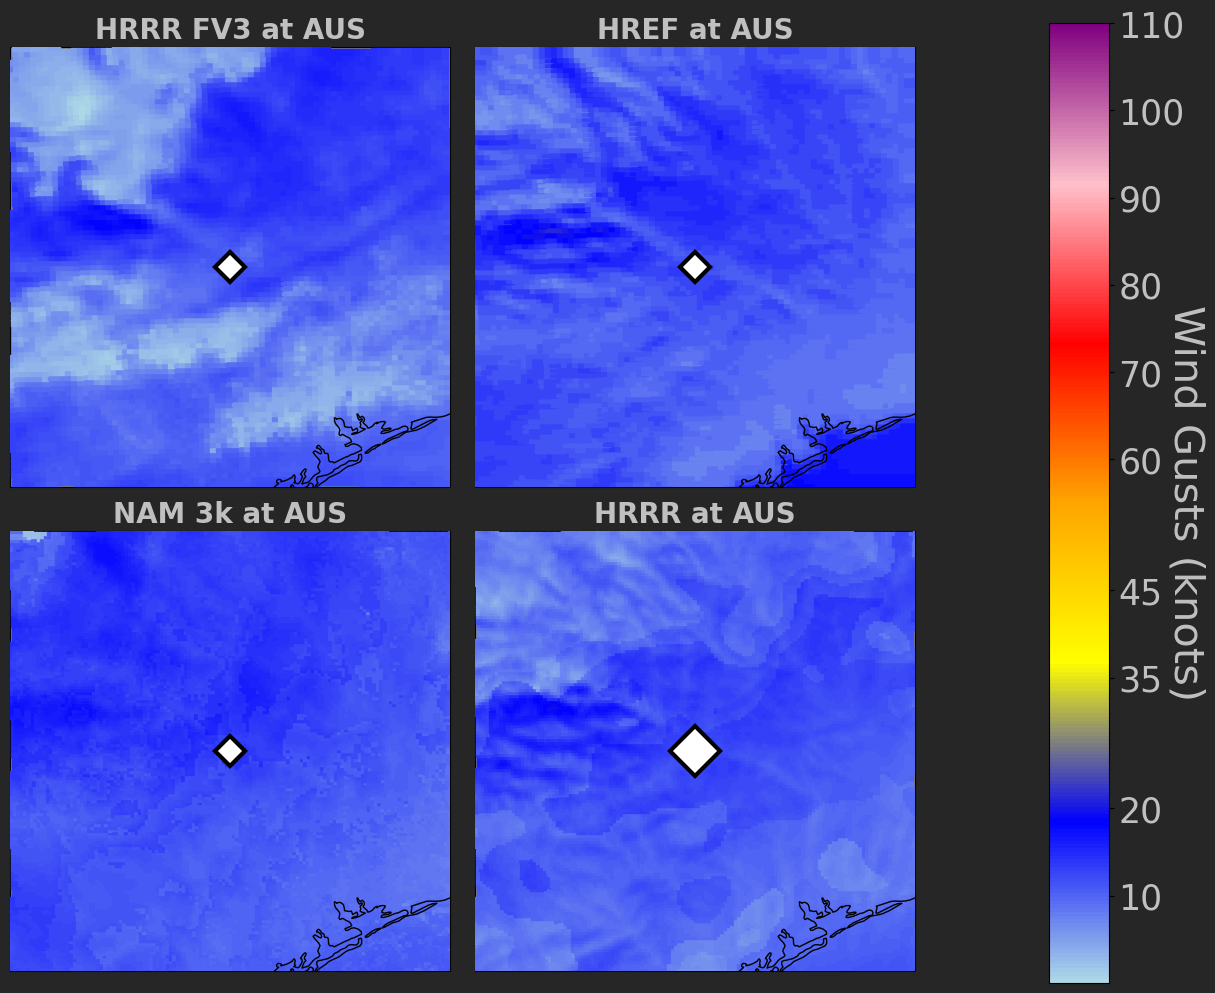 HRRR FV3 at AUS
HREF at AUS
NAM 3k at AUS
HRRR at AUS
110
100
90
80
70
60
45
35
20
10
Wind Gusts (knots)